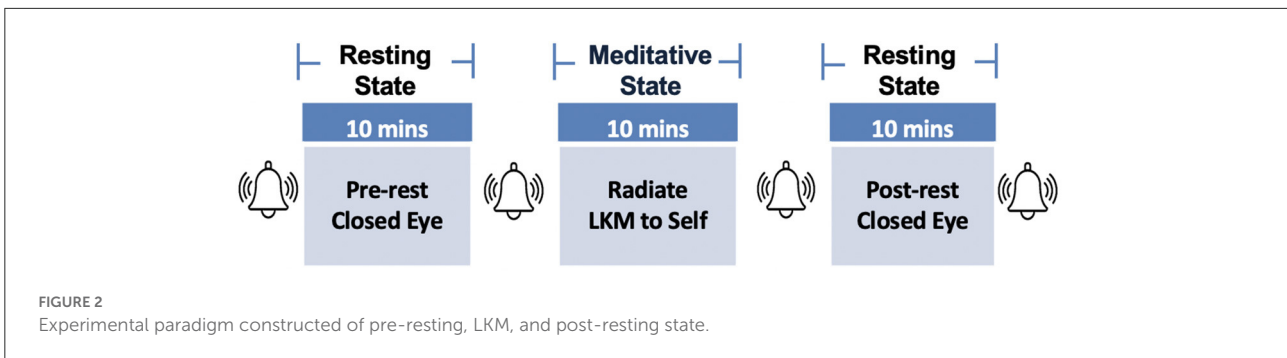 Resting
State
Meditative
State
Resting
State
10 mins
10 mins
10 mins
Pre-rest
Closed Eye
Radiate
LKM to Self
Post-rest
Closed Eye
FIGURE 2
Experimental paradigm constructed of pre-resting, LKM, and post-resting state.